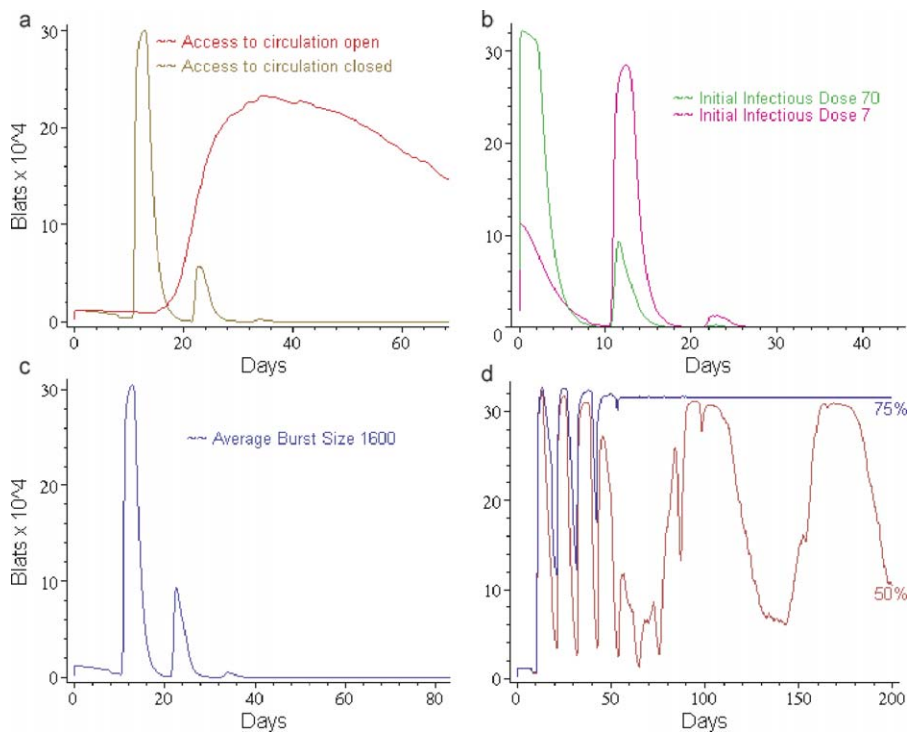 a
~~ Access to circulation open
~~ Access to circulation closed
30
20
10
0
Blats x 10^4
0 20 40 60
Days
b
~~ Initial Infectious Dose 70
~~ Initial Infectious Dose 7
30
20
10
0
0 10 20 30 40
Days
c
~~ Average Burst Size 1600
30
20
10
0
Blats x 10^4
0 20 40 60 80
Days
d
75%
50%
30
20
10
0
0 50 100 150 200
Days